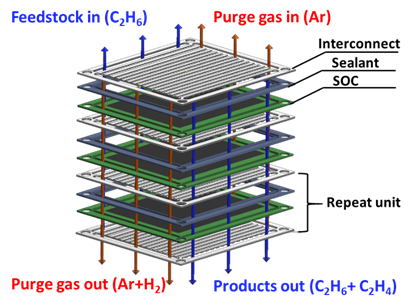 Feedstock in (C₂H₆)
Purge gas in (Ar)
Interconnect
Sealant
SOC
Repeat unit
Purge gas out (Ar+H₂)
Products out (C₂H₆+ C₂H₄)